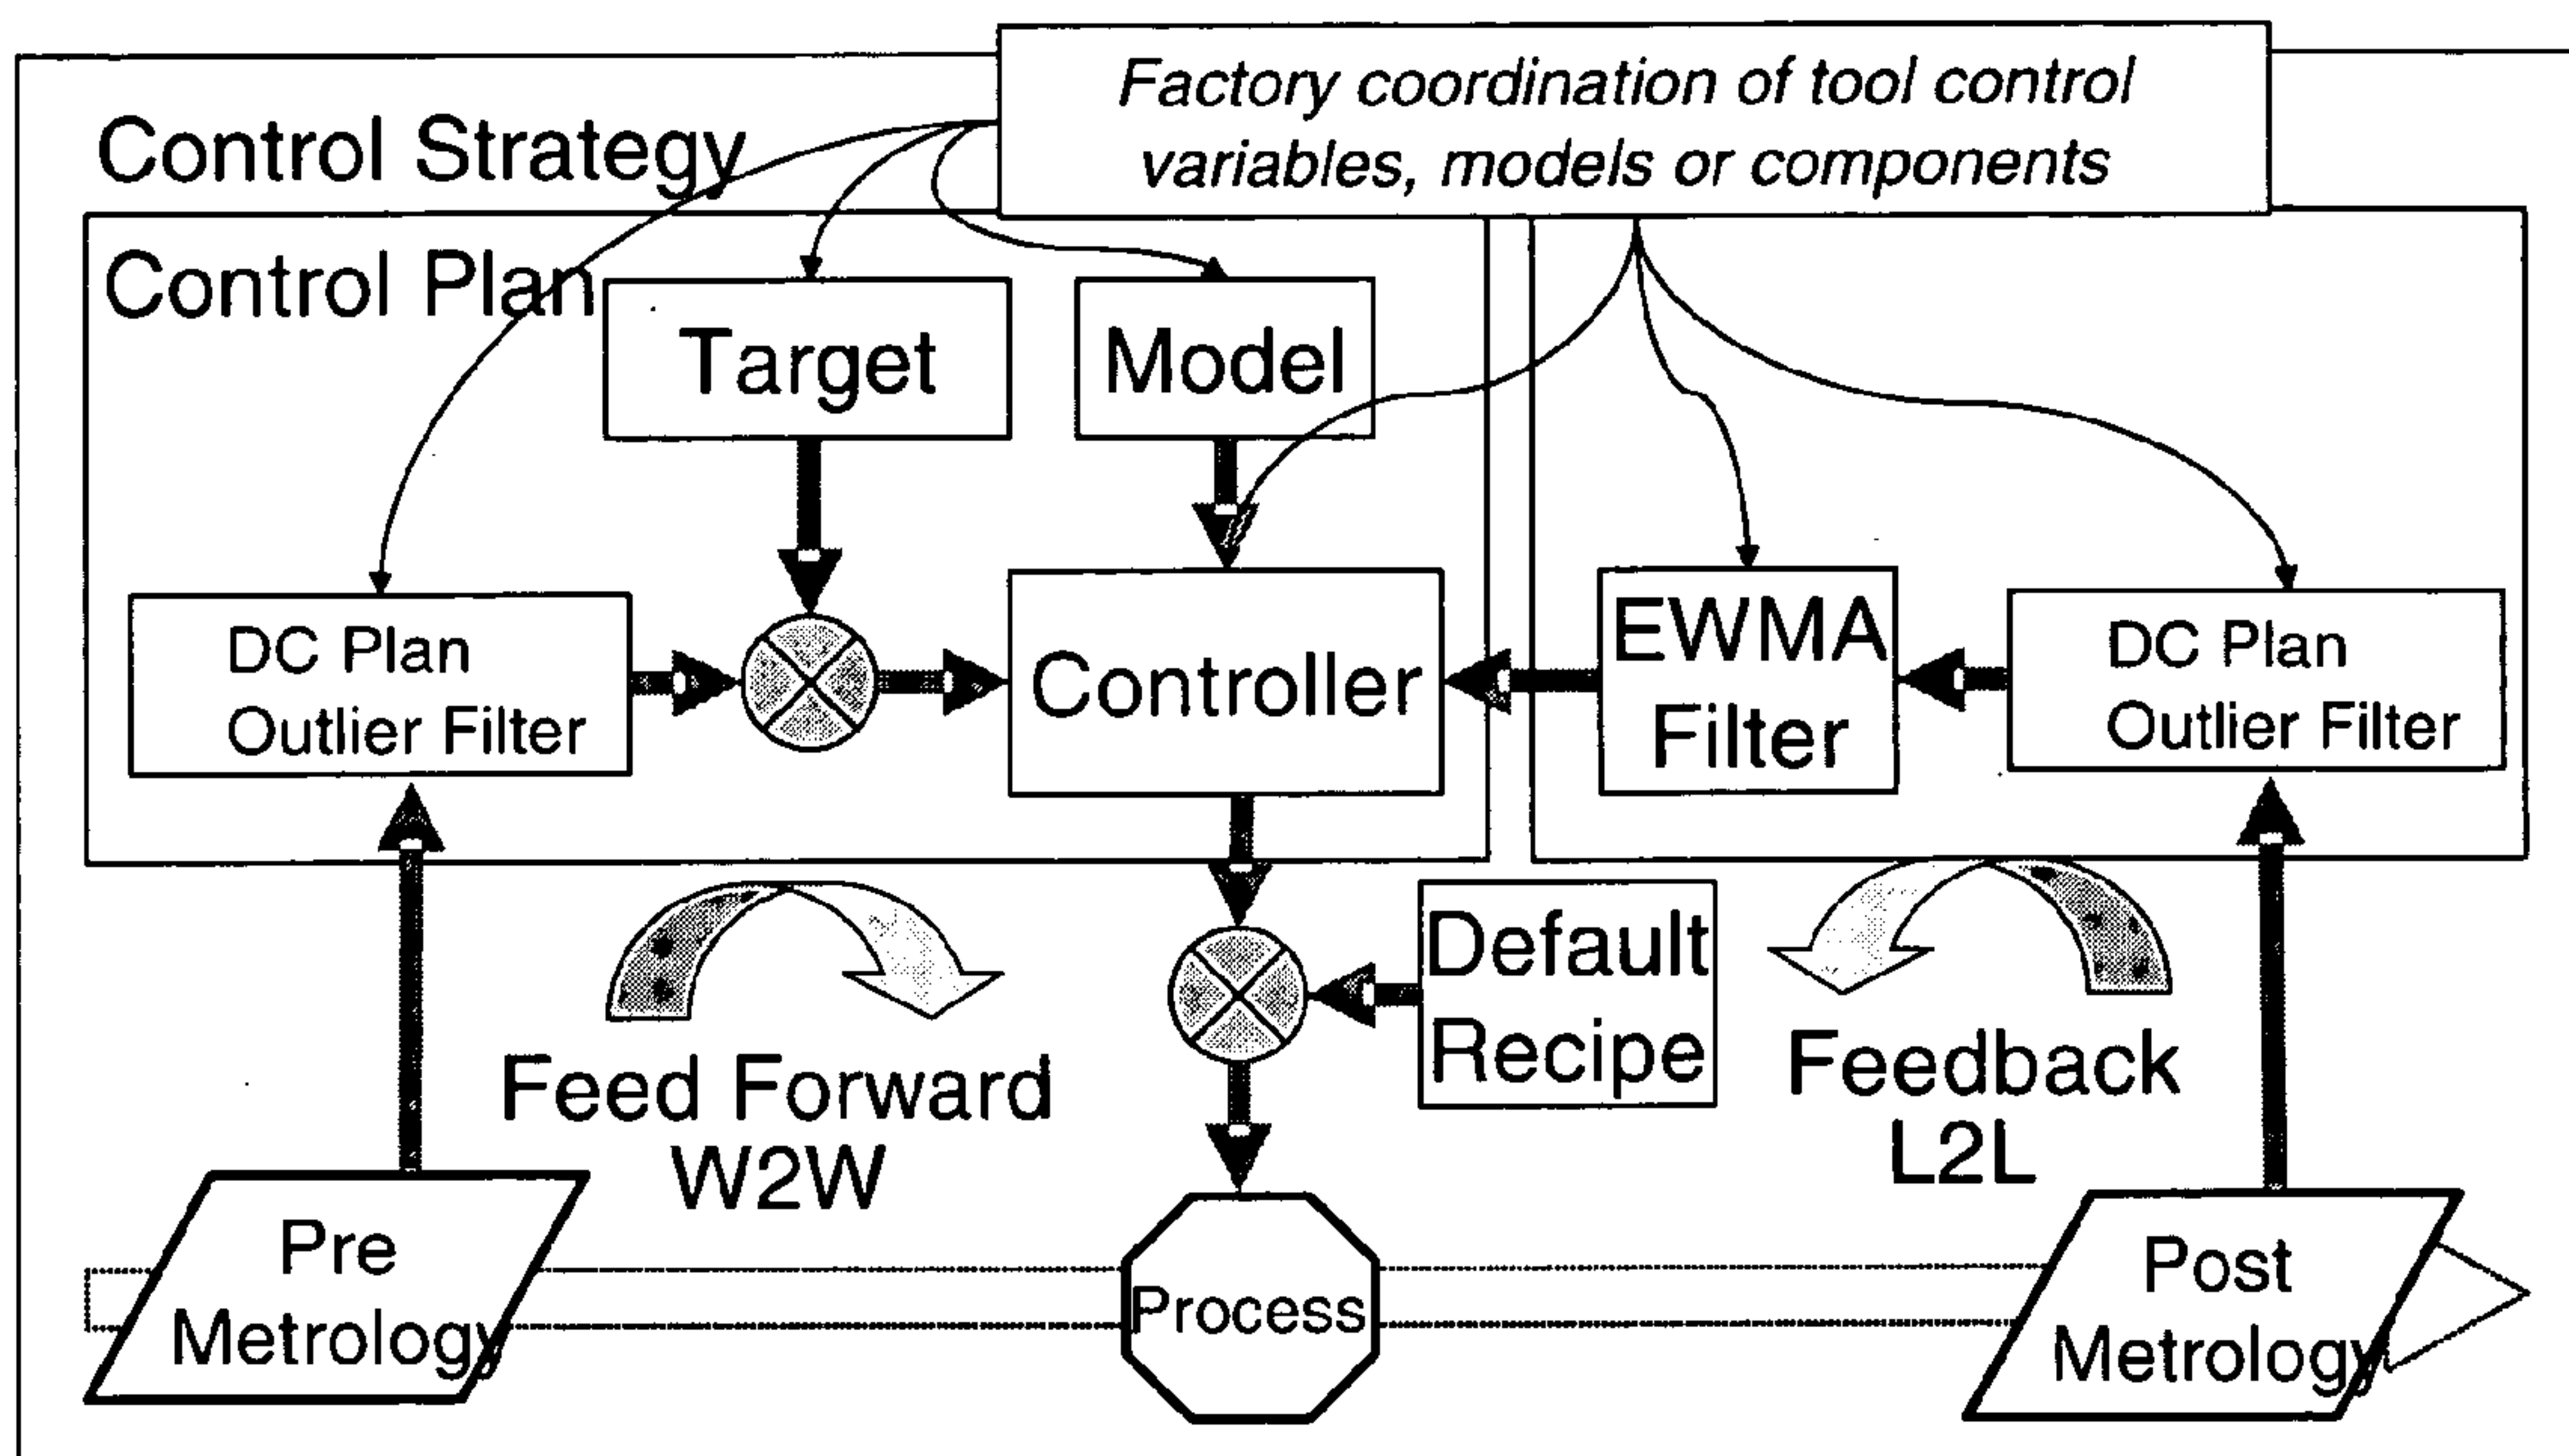 Factory coordination of tool control
variables, models or components
Control Strategy
Control Plan
Target
Model
DC Plan
Outlier Filter
Controller
EWMA
Filter
DC Plan
Outlier Filter
Default
Recipe
Feed Forward
W2W
Feedback
L2L
Pre
Metrology
Process
Post
Metrology